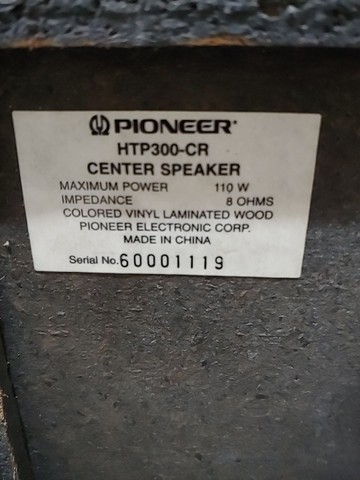 PIONEER
HTP300-CR
CENTER SPEAKER
MAXIMUM POWER 110 W
IMPEDANCE 8 OHMS
COLORED VINYL LAMINATED WOOD
PIONEER ELECTRONIC CORP.
MADE IN CHINA
Serial No. 60001119